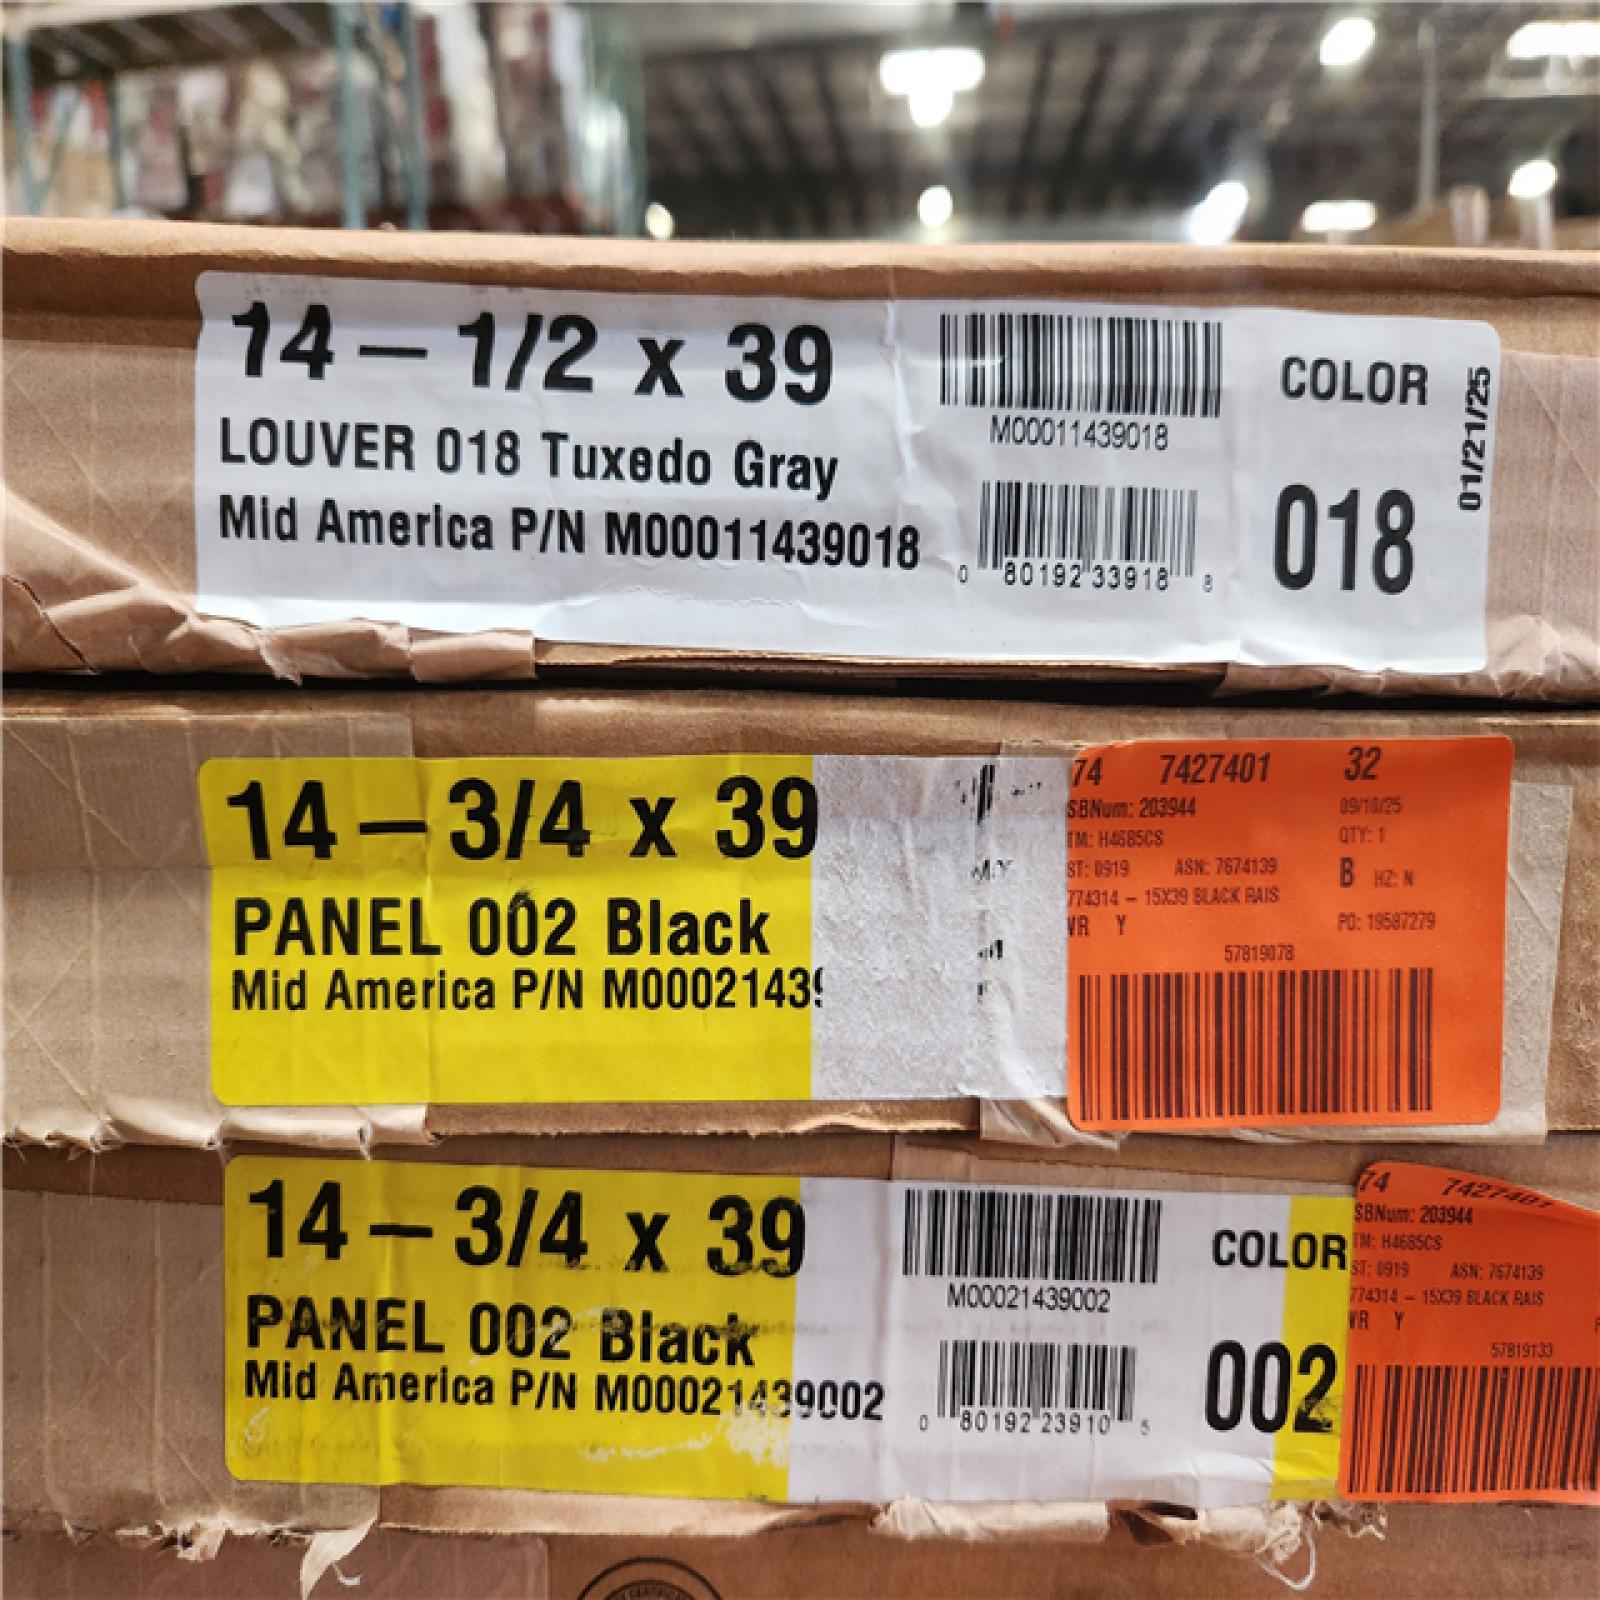 14 – 1/2 x 39
LOUVER 018 Tuxedo Gray
Mid America P/N M00011439018
M00011439018
0 80192 33918 8
COLOR
018
01/21/25
14 – 3/4 x 39
PANEL 002 Black
Mid America P/N M00021439
74 7427401 32
SBNum: 203944 09/10/25
TM: H4685CS QTY: 1
ST: 0919 ASN: 7674139 B HZ: N
774314 – 15X39 BLACK RAIS
WR Y PO: 19587279
57819078
14 – 3/4 x 39
PANEL 002 Black
Mid America P/N M00021439002
M00021439002
0 80192 23910 5
COLOR
002
74 7427401
SBNum: 203944
TM: H4685CS
ST: 0919 ASN: 7674139
774314 – 15X39 BLACK RAIS
WR Y
57819133